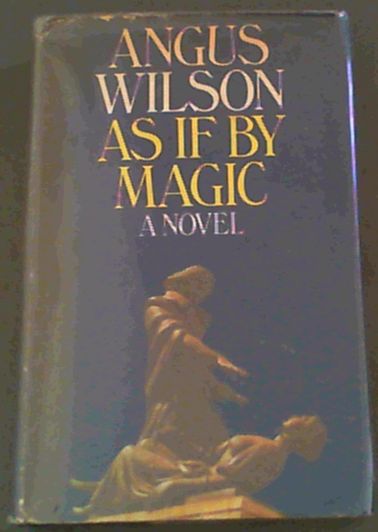 ANGUS
WILSON
AS IF BY
MAGIC
A NOVEL